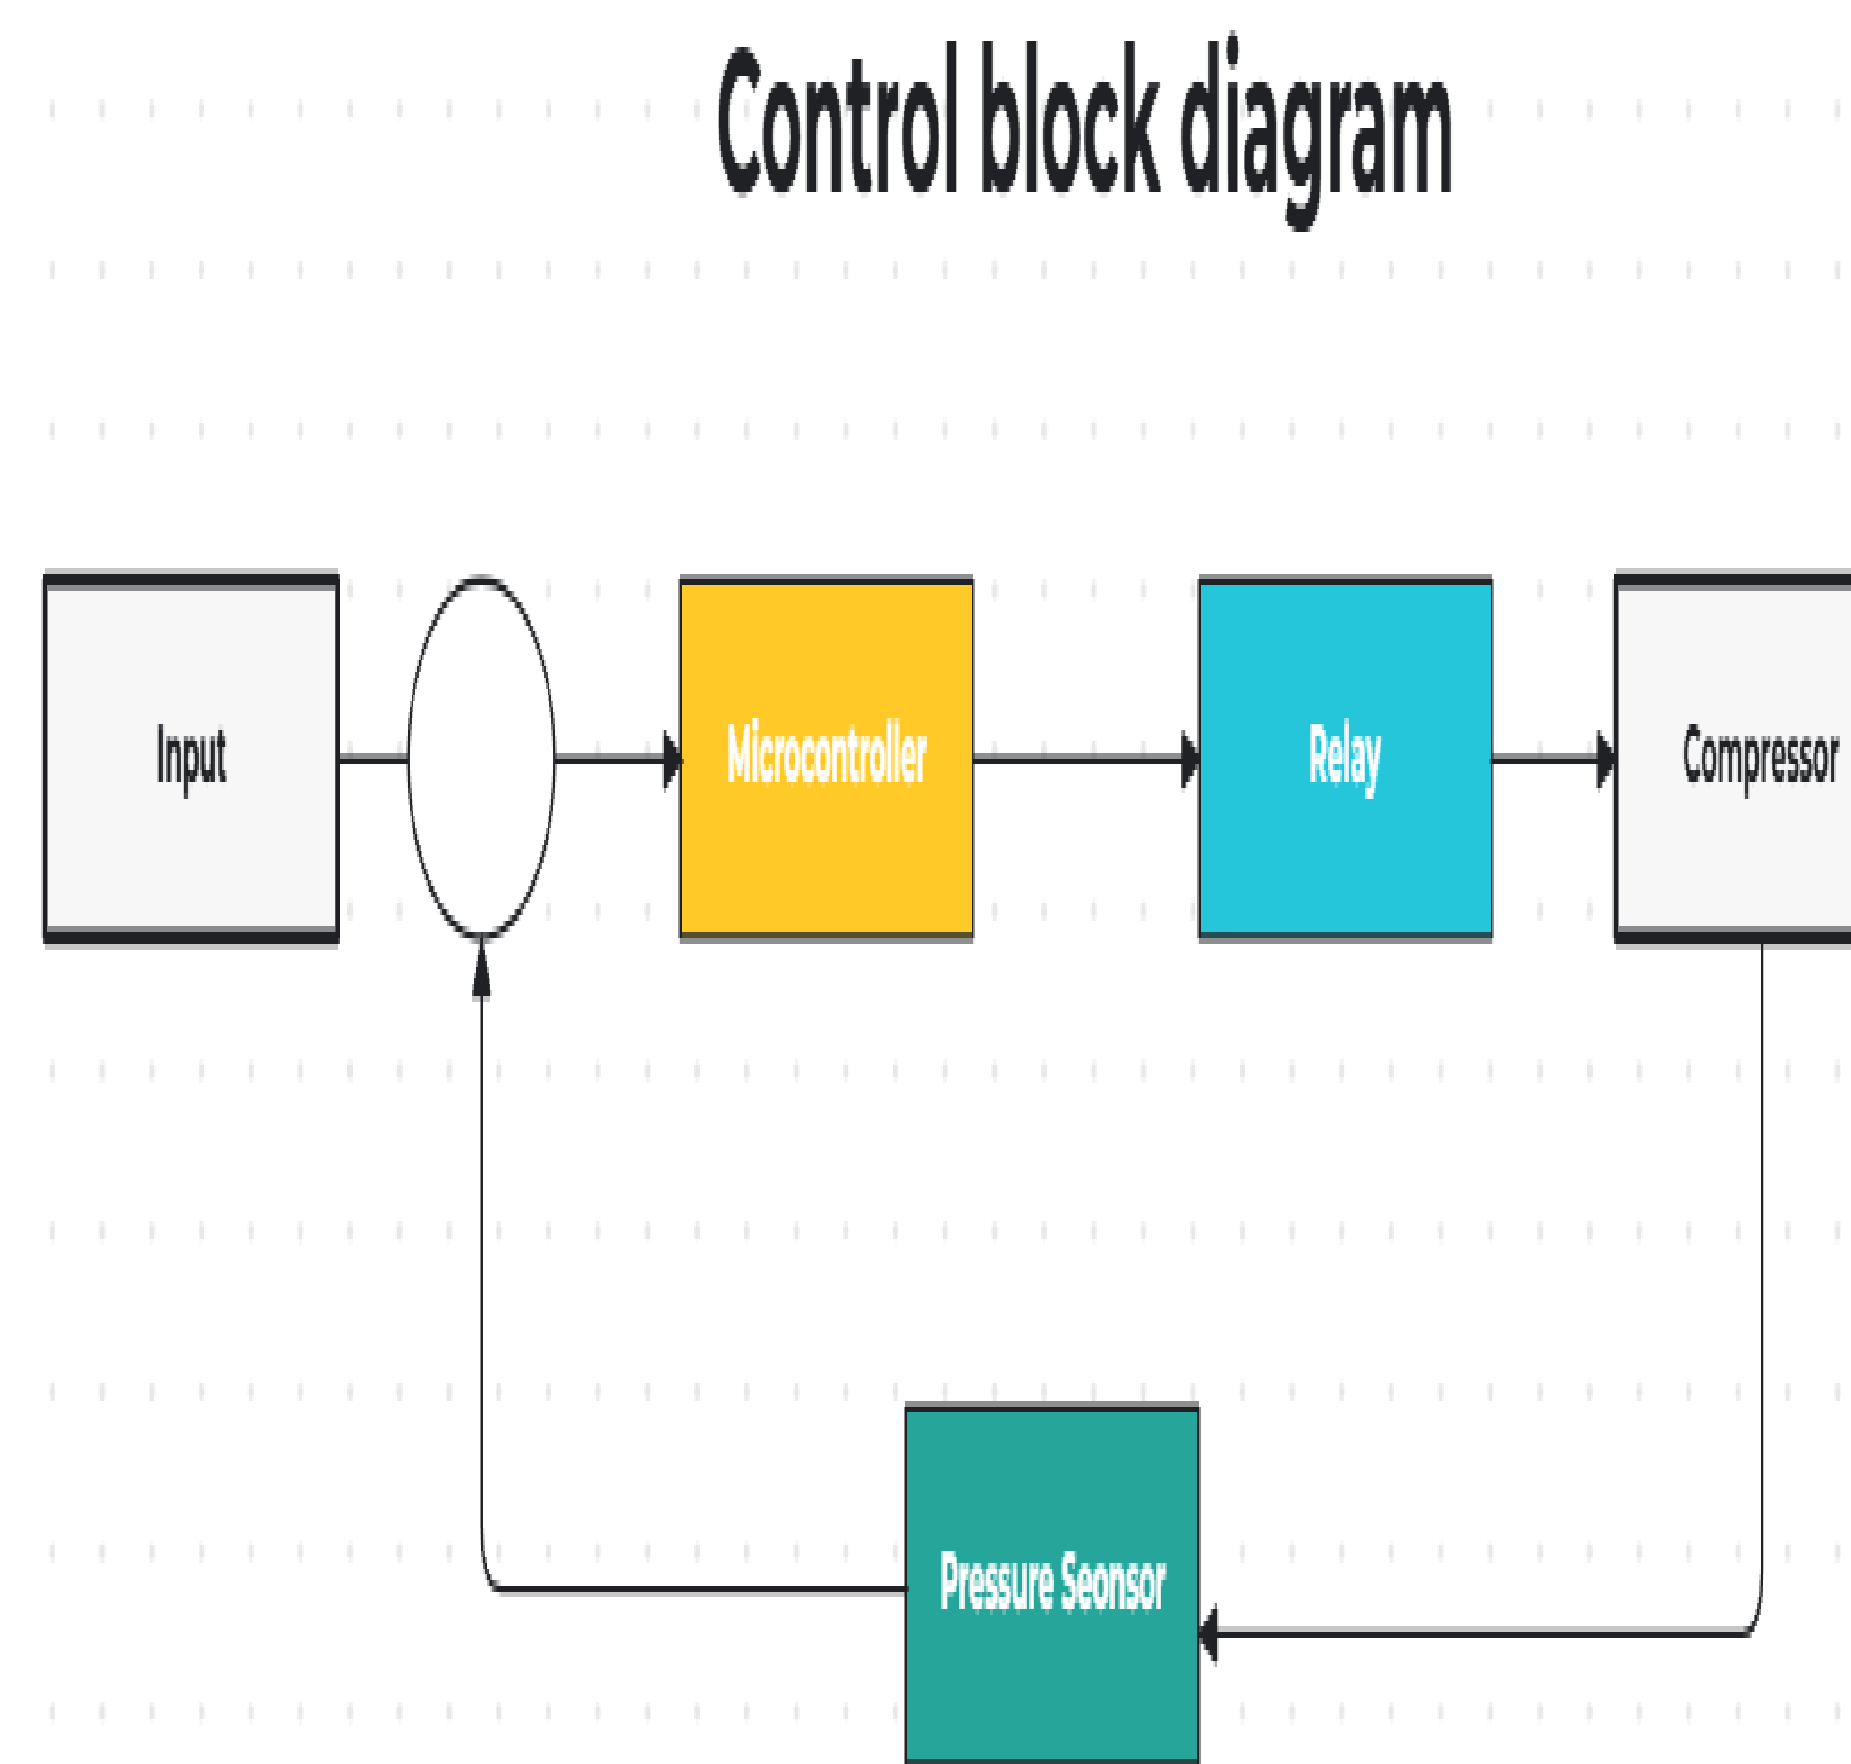 Control block diagram
Input
Microcontroller
Relay
Compressor
Pressure Seonsor